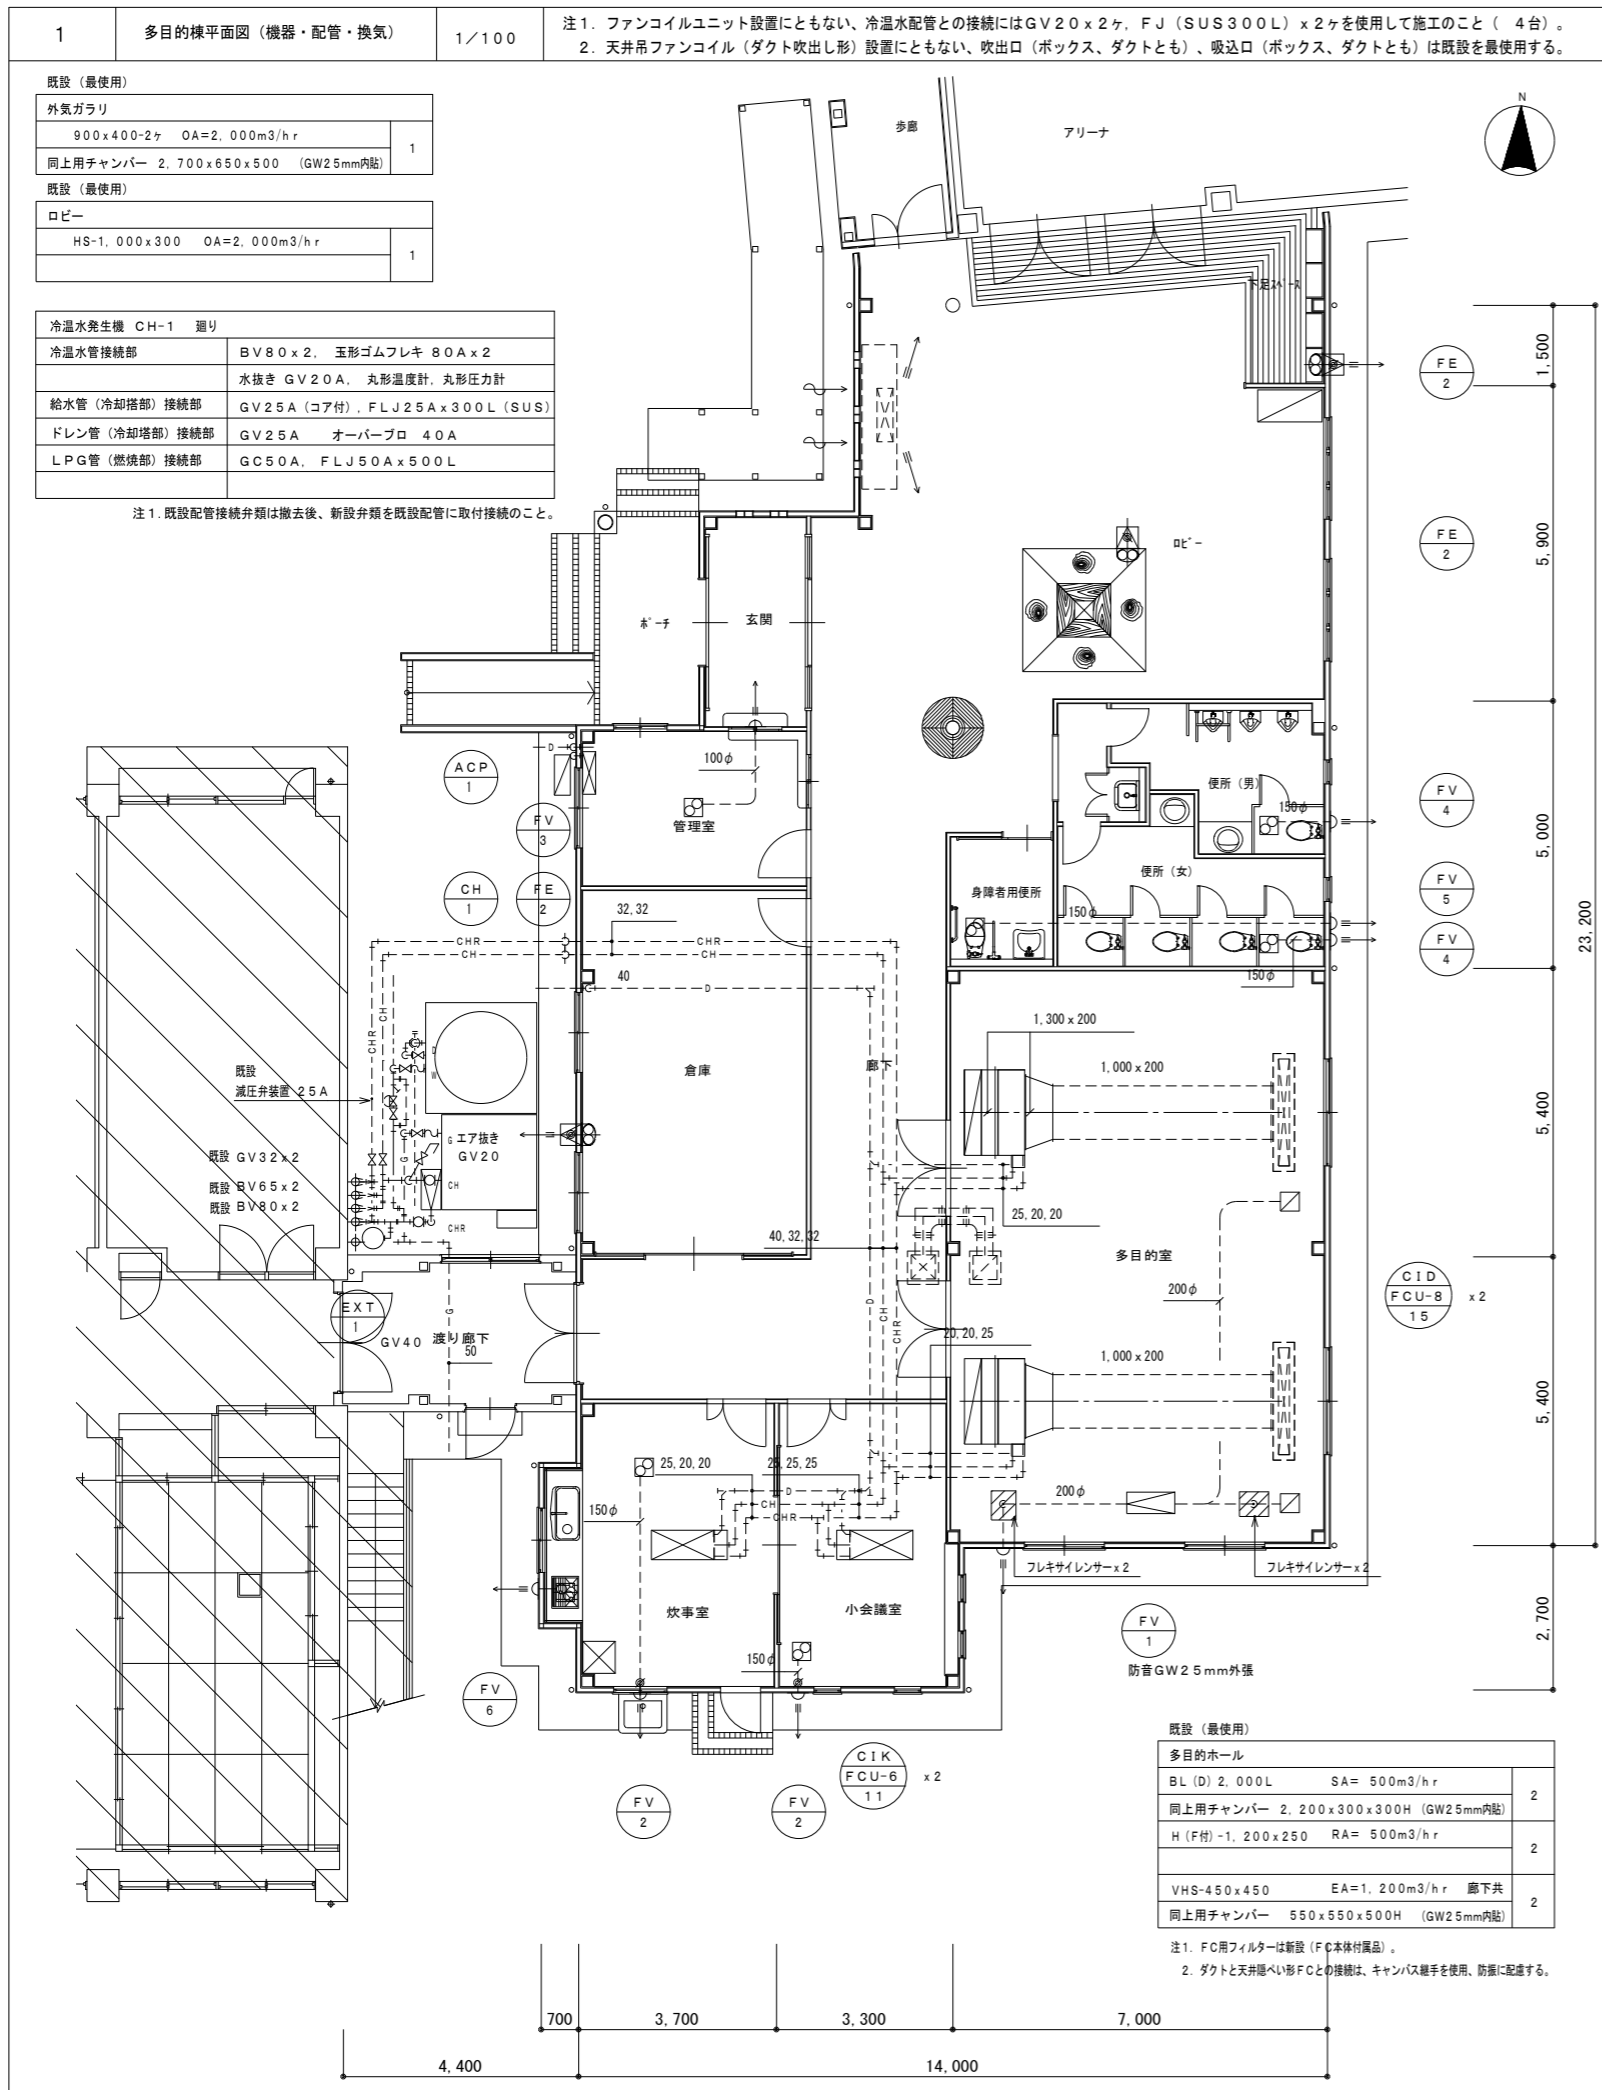 1
多目的棟平面図（機器・配管・換気）
1／100
注1. ファンコイルユニット設置にともない、冷温水配管との接続にはGV20x2ヶ, FJ（SUS300L）x2ヶを使用して施工のこと（ 4台）。
2. 天井吊ファンコイル（ダクト吹出し形）設置にともない、吹出口（ボックス、ダクトとも）、吸込口（ボックス、ダクトとも）は既設を最使用する。
既設（最使用）
外気ガラリ
900x400-2ヶ OA=2, 000m3/hr
1
同上用チャンバー 2, 700x650x500 （GW25mm内貼）
既設（最使用）
ロビー
HS-1, 000x300 OA=2, 000m3/hr
1
冷温水発生機 CH-1 廻り
冷温水管接続部 BV80x2, 玉形ゴムフレキ 80Ax2
水抜き GV20A, 丸形温度計, 丸形圧力計
給水管（冷却搭部）接続部 GV25A（コア付）, FLJ25Ax300L（SUS）
ドレン管（冷却塔部）接続部 GV25A オーバーブロ 40A
LPG管（燃焼部）接続部 GC50A, FLJ50Ax500L
注1. 既設配管接続弁類は撤去後、新設弁類を既設配管に取付接続のこと。
N
歩廊
アリーナ
下足スペース
FE
2
1,500
FE
2
5,900
ロビー
ポーチ
玄関
100φ
管理室
ACP
1
FV
3
CH
1
FE
2
便所（男）
150φ
FV
4
5,000
便所（女）
身障者用便所
150φ
FV
5
FV
4
150φ
23,200
D
32,32
CHR
CHR
CH
CH
40
D
CHR
CH
D
W
倉庫
廊下
1,300x200
1,000x200
既設
減圧弁装置 25A
G エア抜き
GV20
G
CH
CHR
既設 GV32x2
既設 BV65x2
既設 BV80x2
5,400
25,20,20
40,32,32
多目的室
200φ
CID
FCU-8
15
x2
EXT
1
GV40
渡り廊下
G
50
D
CH
CHR
20,20,25
1,000x200
5,400
25,20,20
25,25,25
D
CH
CHR
150φ
200φ
フレキサイレンサーx2
フレキサイレンサーx2
炊事室
小会議室
150φ
2,700
FV
1
防音GW25mm外張
FV
6
CIK
FCU-6
11
x2
FV
2
FV
2
既設（最使用）
多目的ホール
BL（D）2, 000L SA= 500m3/hr
2
同上用チャンバー 2, 200x300x300H （GW25mm内貼）
H（F付）-1, 200x250 RA= 500m3/hr
2
VHS-450x450 EA=1, 200m3/hr 廊下共
2
同上用チャンバー 550x550x500H （GW25mm内貼）
注1. FC用フィルターは新設（FC本体付属品）。
2. ダクトと天井隠ぺい形FCとの接続は、キャンバス継手を使用、防振に配慮する。
700
3,700
3,300
7,000
4,400
14,000